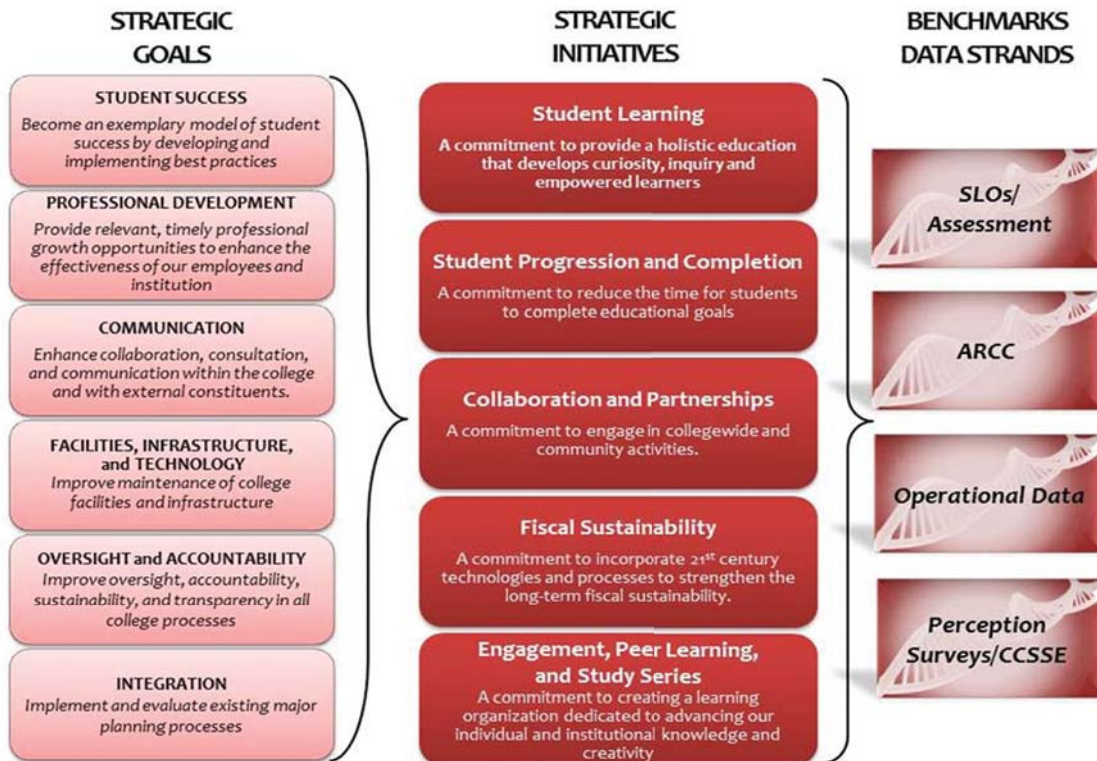 STRATEGIC
GOALS
STUDENT SUCCESS
Become an exemplary model of student
success by developing and
implementing best practices
PROFESSIONAL DEVELOPMENT
Provide relevant, timely professional
growth opportunities to enhance the
effectiveness of our employees and
institution
COMMUNICATION
Enhance collaboration, consultation,
and communication within the college
and with external constituents.
FACILITIES, INFRASTRUCTURE,
and TECHNOLOGY
Improve maintenance of college
facilities and infrastructure
OVERSIGHT and ACCOUNTABILITY
Improve oversight, accountability,
sustainability, and transparency in all
college processes
INTEGRATION
Implement and evaluate existing major
planning processes
STRATEGIC
INITIATIVES
Student Learning
A commitment to provide a holistic education
that develops curiosity, inquiry and
empowered learners
Student Progression and Completion
A commitment to reduce the time for students
to complete educational goals
Collaboration and Partnerships
A commitment to engage in collegewide and
community activities.
Fiscal Sustainability
A commitment to incorporate 21st century
technologies and processes to strengthen the
long-term fiscal sustainability.
Engagement, Peer Learning,
and Study Series
A commitment to creating a learning
organization dedicated to advancing our
individual and institutional knowledge and
creativity
BENCHMARKS
DATA STRANDS
SLOs/
Assessment
ARCC
Operational Data
Perception
Surveys/CCSSE